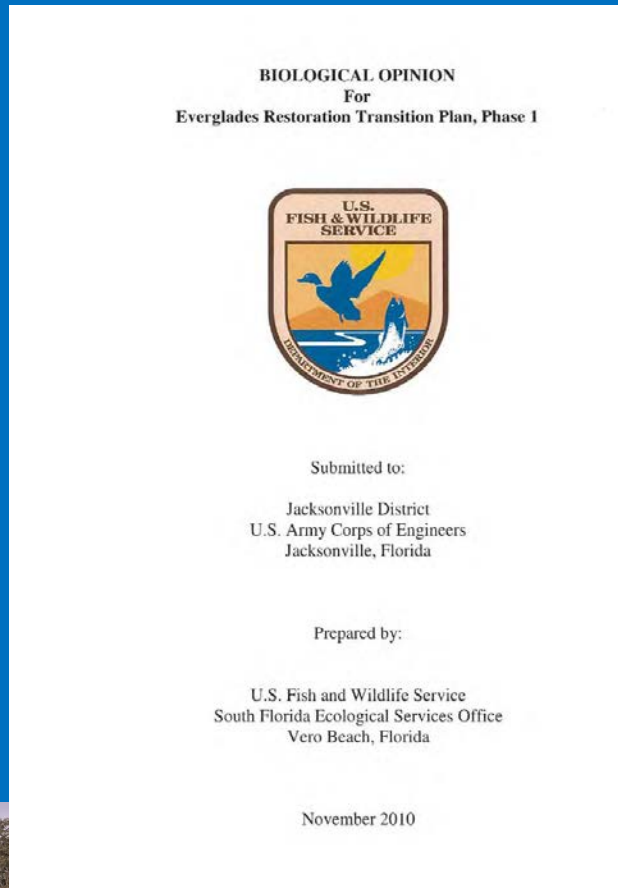 BIOLOGICAL OPINION
For
Everglades Restoration Transition Plan, Phase 1
U.S.
FISH & WILDLIFE
SERVICE
DEPARTMENT OF THE INTERIOR
Submitted to:
Jacksonville District
U.S. Army Corps of Engineers
Jacksonville, Florida
Prepared by:
U.S. Fish and Wildlife Service
South Florida Ecological Services Office
Vero Beach, Florida
November 2010